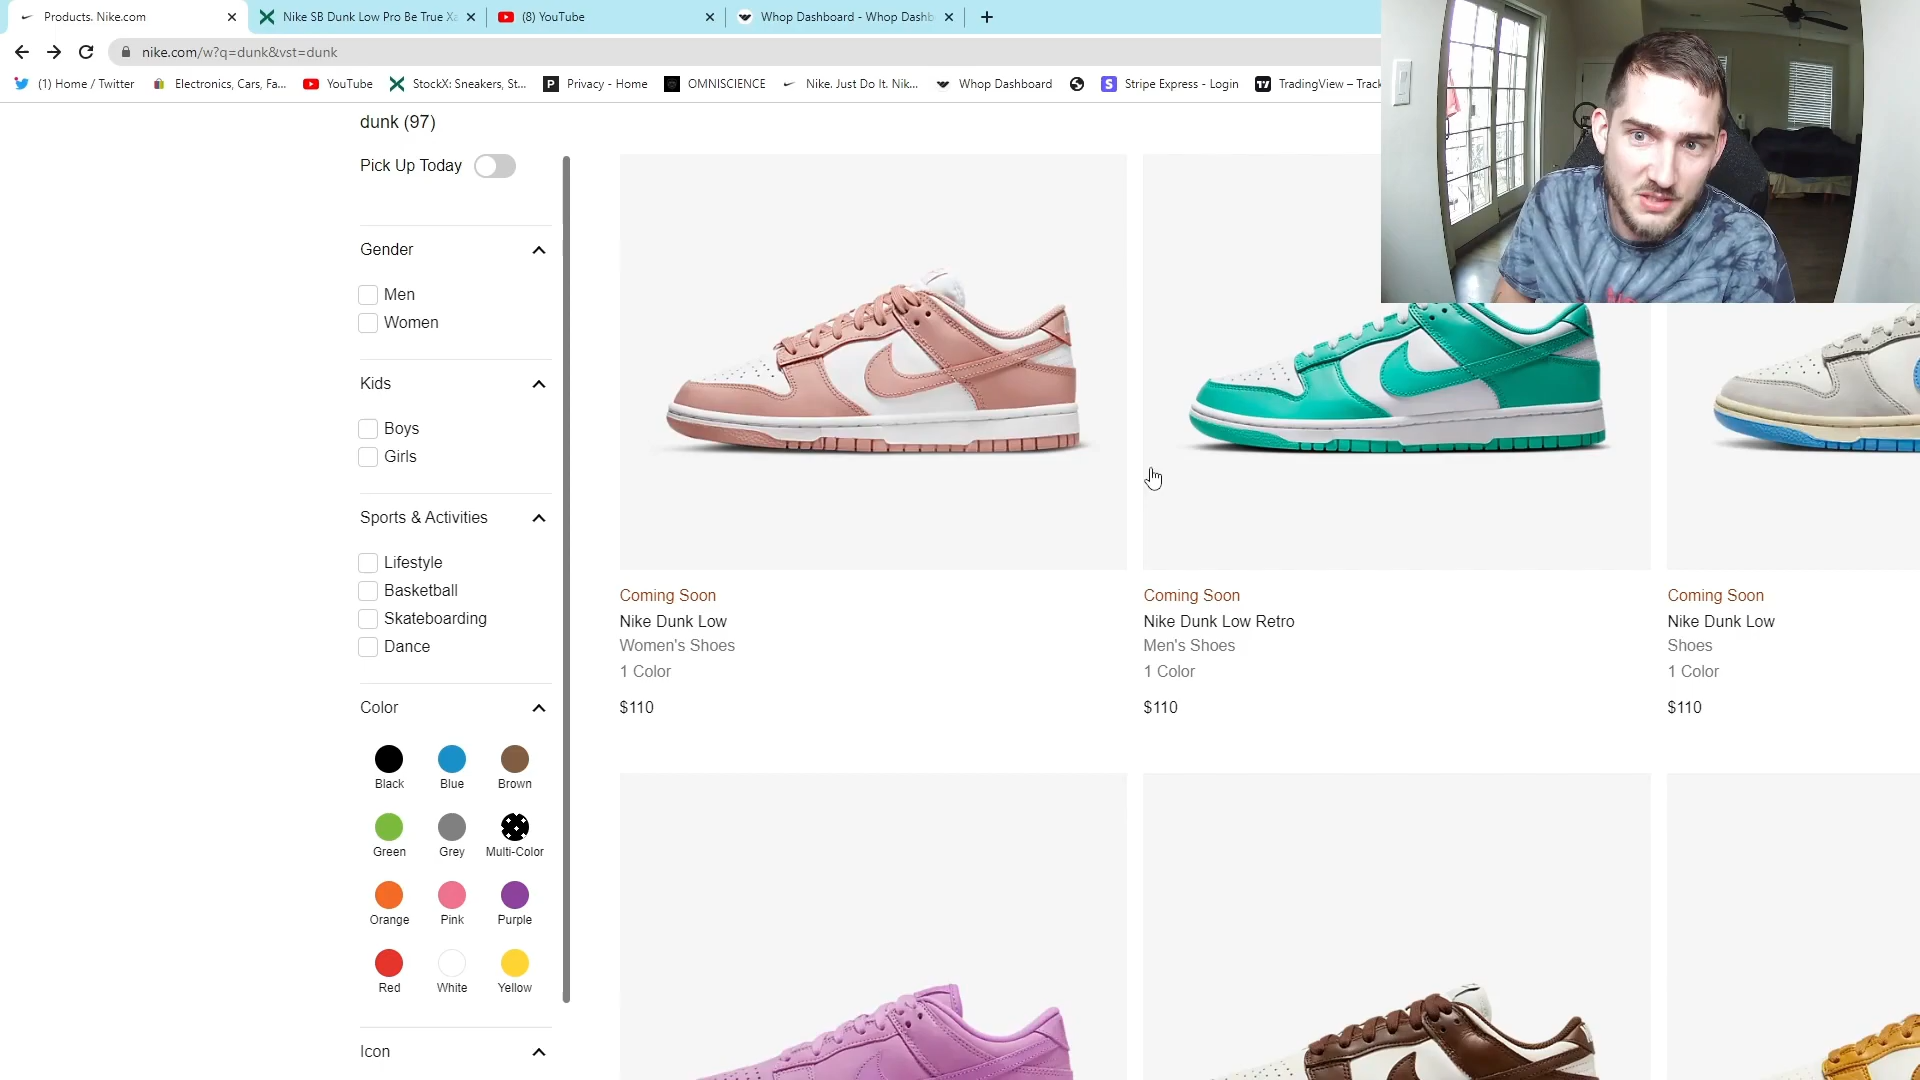 Products. Nike.com
Nike SB Dunk Low Pro Be True Xa
(8) YouTube
Whop Dashboard - Whop Dashb
nike.com/w?q=dunk&vst=dunk
(1) Home / Twitter
Electronics, Cars, Fa...
YouTube
StockX: Sneakers, St...
Privacy - Home
OMNISCIENCE
Nike. Just Do It. Nik...
Whop Dashboard
Stripe Express - Login
TradingView – Track
dunk (97)
Pick Up Today
Gender
Men
Women
Kids
Boys
Girls
Sports & Activities
Lifestyle
Basketball
Skateboarding
Dance
Color
Black
Blue
Brown
Green
Grey
Multi-Color
Orange
Pink
Purple
Red
White
Yellow
Icon
Coming Soon
Nike Dunk Low
Women's Shoes
1 Color
$110
Coming Soon
Nike Dunk Low Retro
Men's Shoes
1 Color
$110
Coming Soon
Nike Dunk Low
Shoes
1 Color
$110